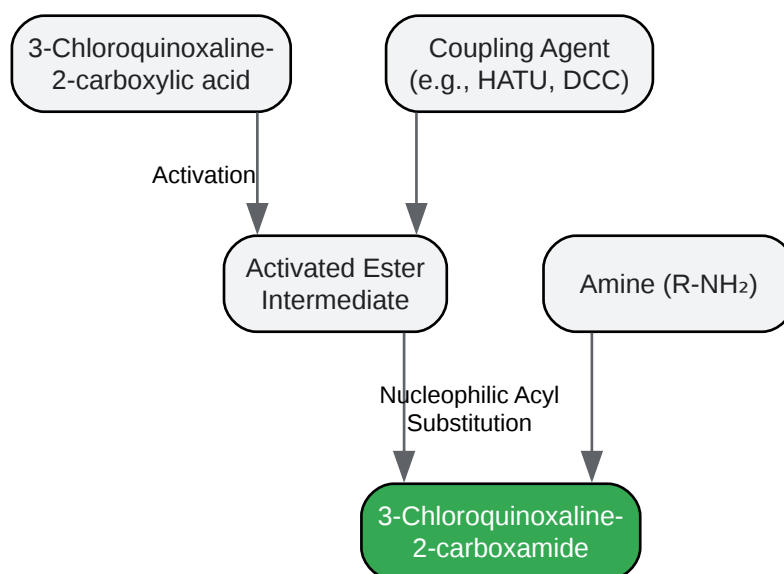 3-Chloroquinoxaline-
2-carboxylic acid
Coupling Agent
(e.g., HATU, DCC)
Activation
Activated Ester
Intermediate
Amine (R-NH₂)
Nucleophilic Acyl
Substitution
3-Chloroquinoxaline-
2-carboxamide